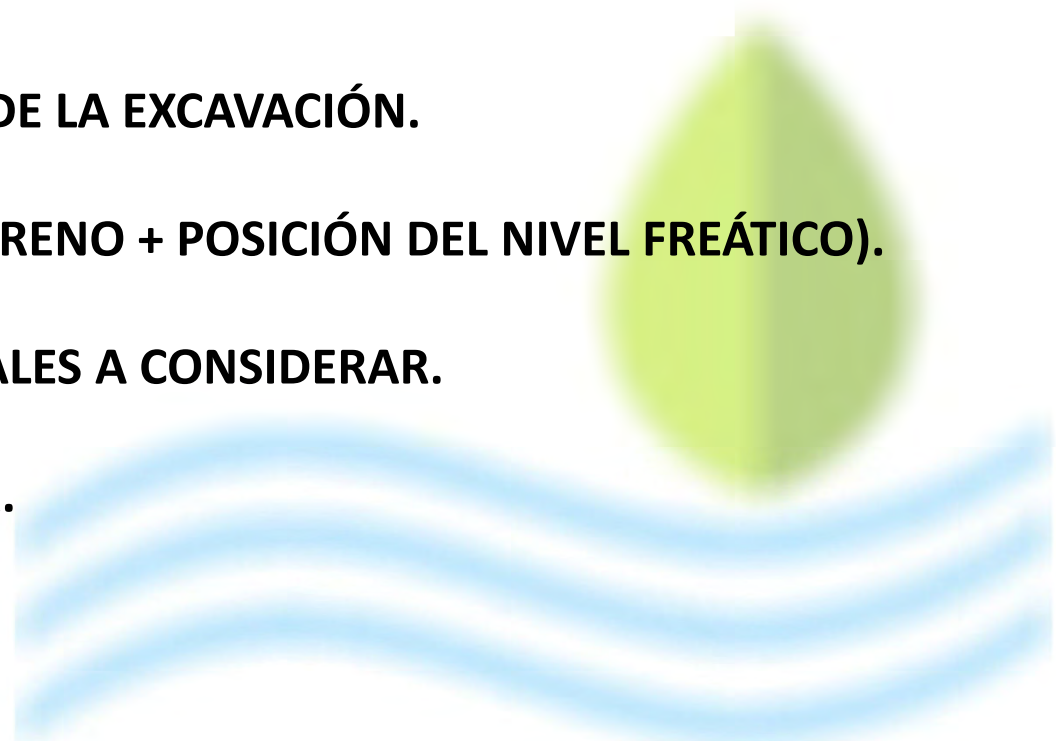 DE LA EXCAVACIÓN.
RENO + POSICIÓN DEL NIVEL FREÁTICO).
ALES A CONSIDERAR.
.